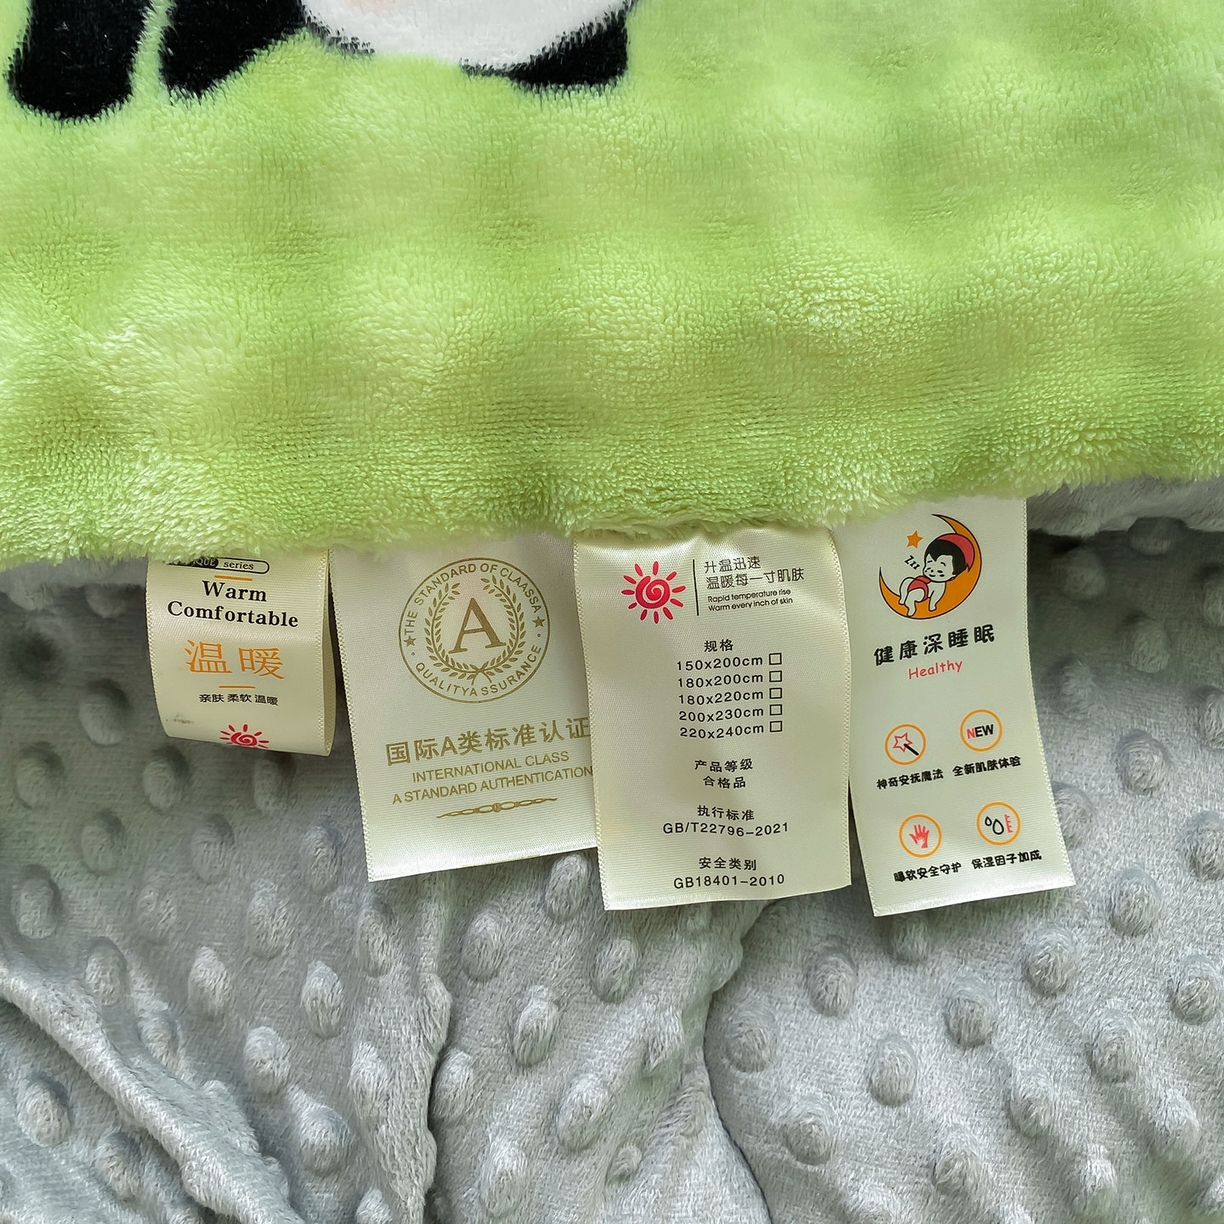 series
Warm
Comfortable
温暖
亲肤 柔软 温暖
THE STANDARD OF CLAASSA
A
QUALITYA SSURANCE
国际A类标准认证
INTERNATIONAL CLASS
A STANDARD AUTHENTICATION
升温迅速
温暖每一寸肌肤
Rapid temperature rise
Warm every inch of skin
规格
150x200cm
180x200cm
180x220cm
200x230cm
220x240cm
产品等级
合格品
执行标准
GB/T22796-2021
安全类别
GB18401-2010
zzz
健康深睡眠
Healthy
NEW
神奇安抚魔法 全新肌肤体验
曝软安全守护 保湿因子加成